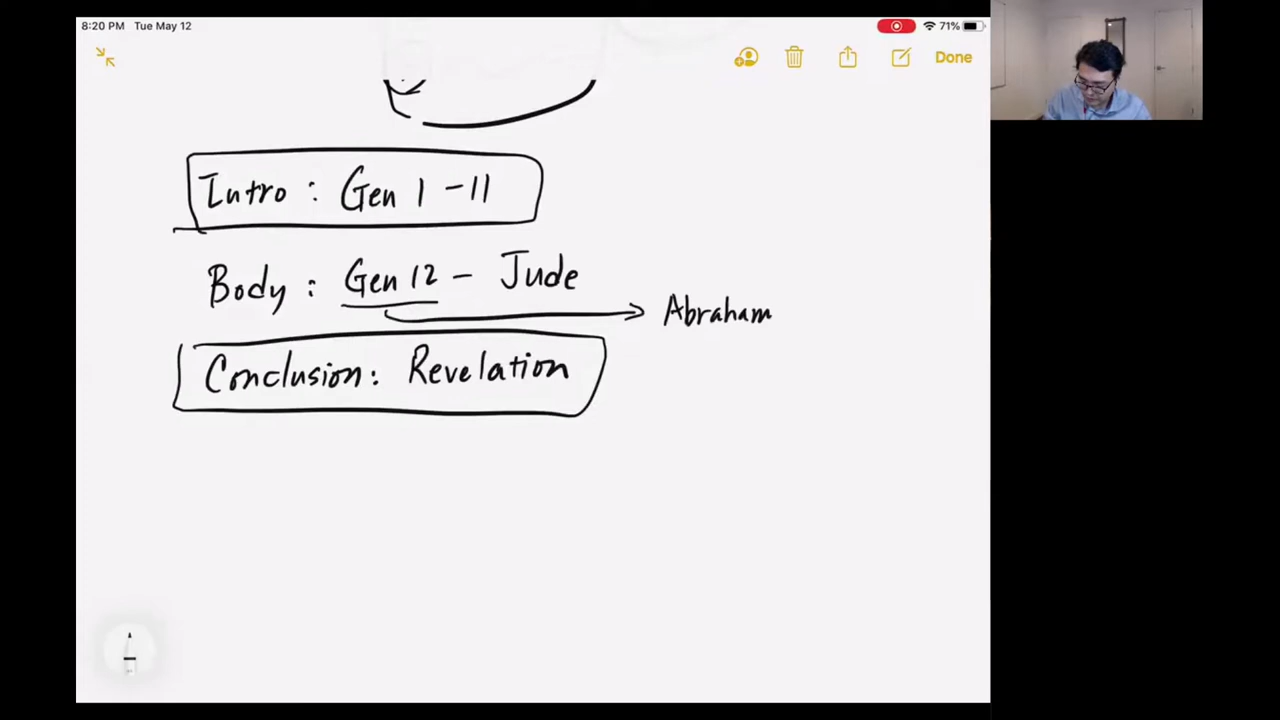 8:20 PM Tue May 12 71%
Done
Intro : Gen 1 - 11
Body : Gen 12 - Jude
Abraham
Conclusion : Revelation